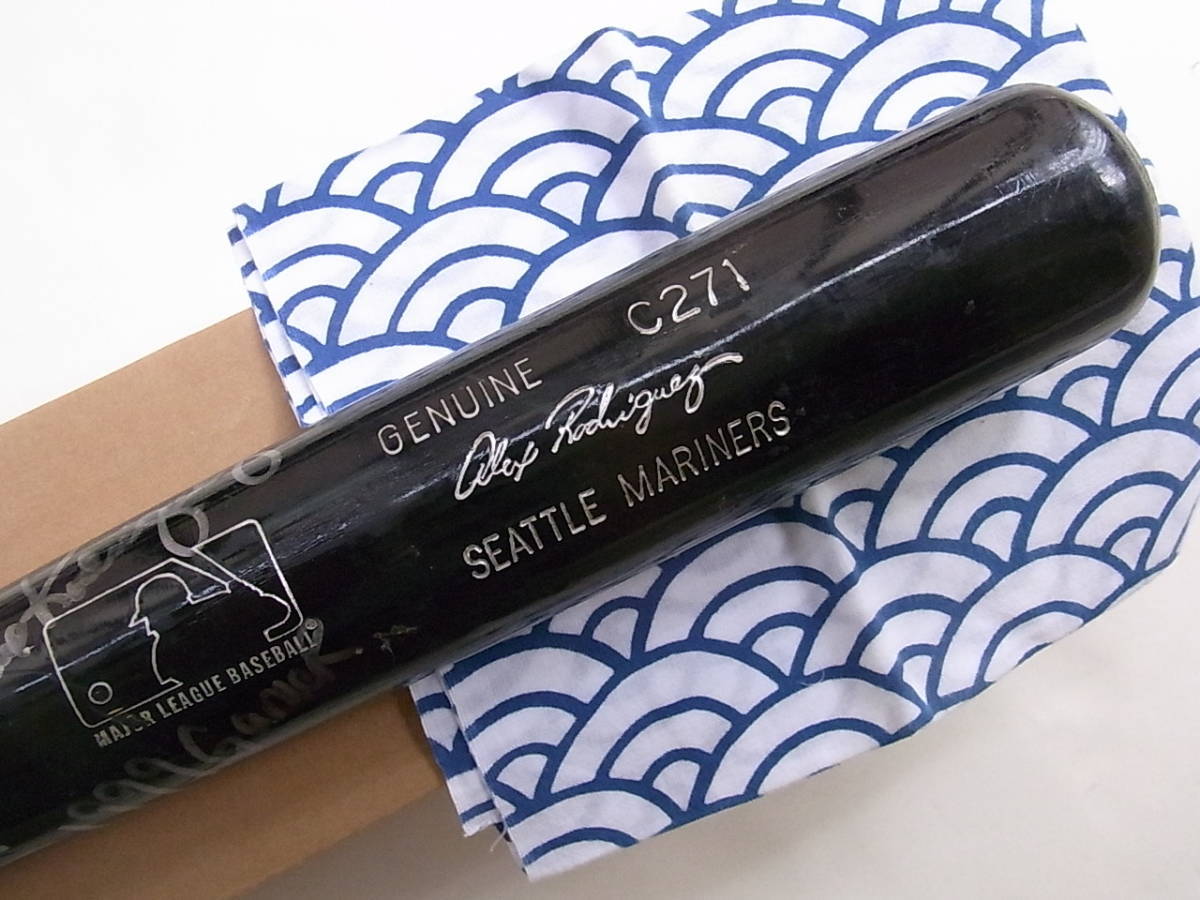 GENUINE C271
Alex Rodriguez
SEATTLE MARINERS
MAJOR LEAGUE BASEBALL